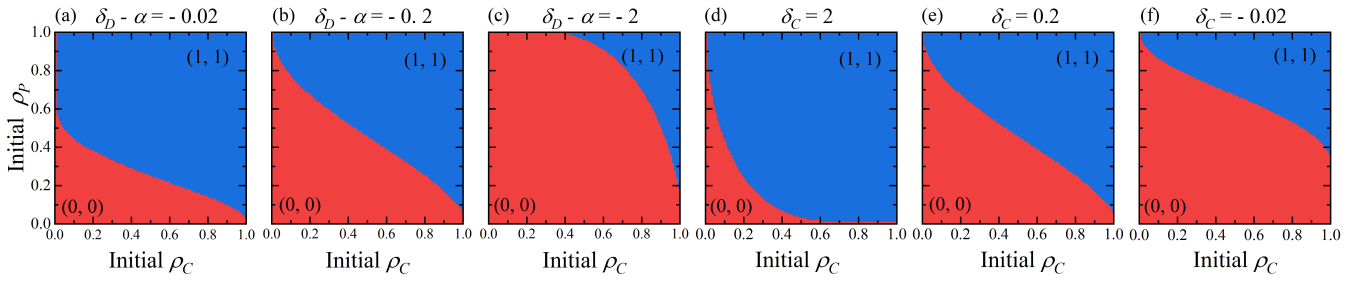 (a) δ_D - α = - 0.02
(b) δ_D - α = - 0. 2
(c) δ_D - α = - 2
(d) δ_C = 2
(e) δ_C = 0.2
(f) δ_C = - 0.02
Initial ρ_P
1.0
0.8
0.6
0.4
0.2
0.0
(1, 1)
(1, 1)
(1, 1)
(1, 1)
(1, 1)
(1, 1)
(0, 0)
(0, 0)
(0, 0)
(0, 0)
(0, 0)
(0, 0)
0.0 0.2 0.4 0.6 0.8 1.0
0.0 0.2 0.4 0.6 0.8 1.0
0.0 0.2 0.4 0.6 0.8 1.0
0.0 0.2 0.4 0.6 0.8 1.0
0.0 0.2 0.4 0.6 0.8 1.0
0.0 0.2 0.4 0.6 0.8 1.0
Initial ρ_C
Initial ρ_C
Initial ρ_C
Initial ρ_C
Initial ρ_C
Initial ρ_C